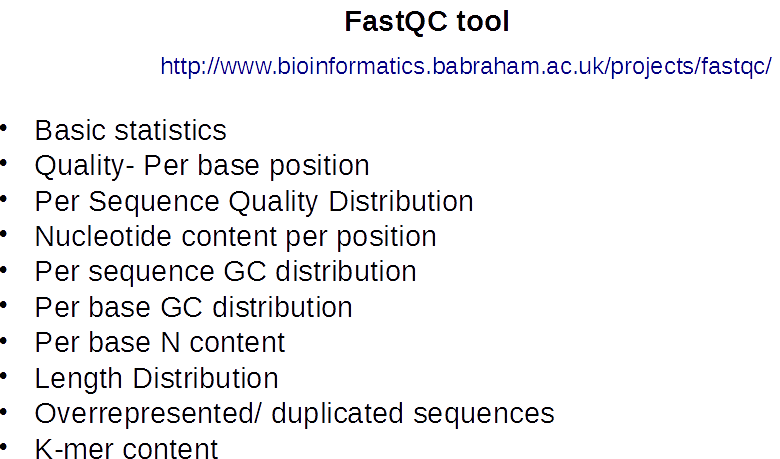 FastQC tool
http://www.bioinformatics.babraham.ac.uk/projects/fastqc/
• Basic statistics
• Quality- Per base position
• Per Sequence Quality Distribution
• Nucleotide content per position
• Per sequence GC distribution
• Per base GC distribution
• Per base N content
• Length Distribution
• Overrepresented/ duplicated sequences
• K-mer content